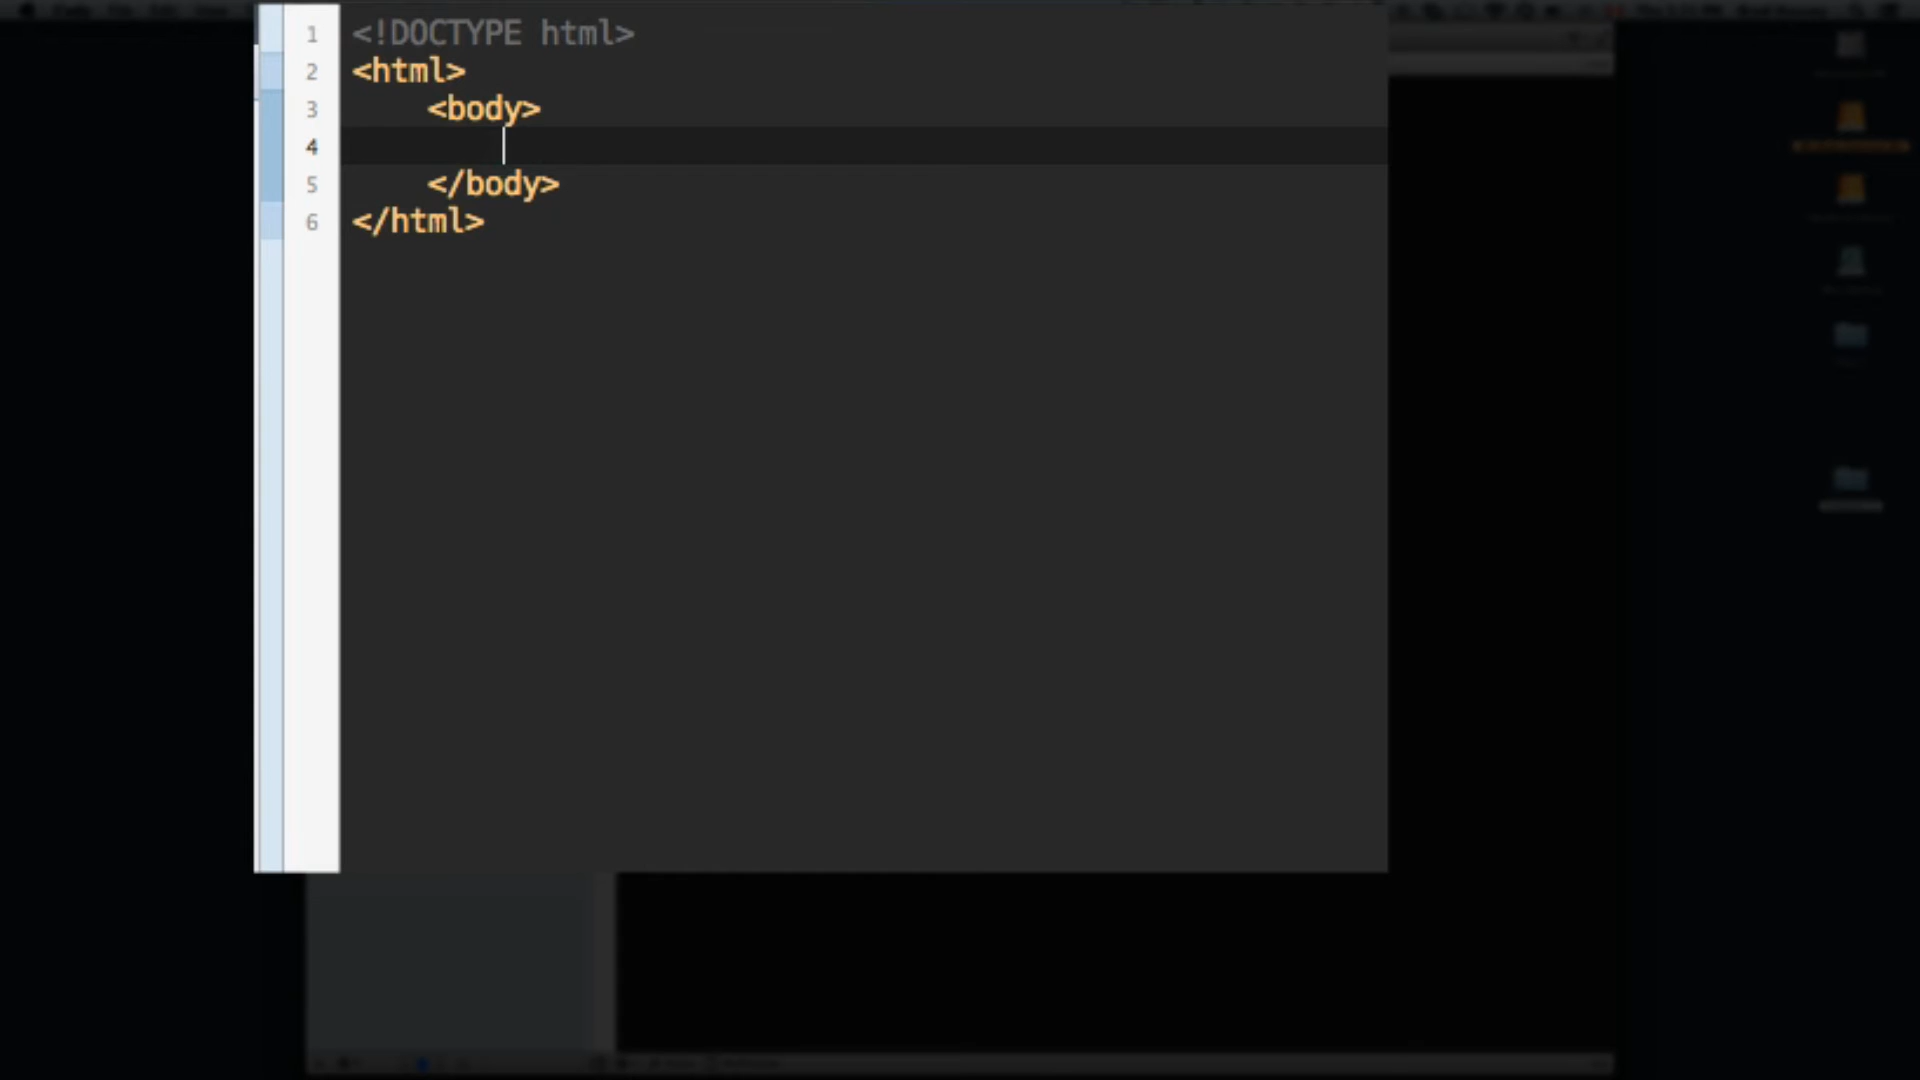 1 <!DOCTYPE html>
2 <html>
3 <body>
4
5 </body>
6 </html>